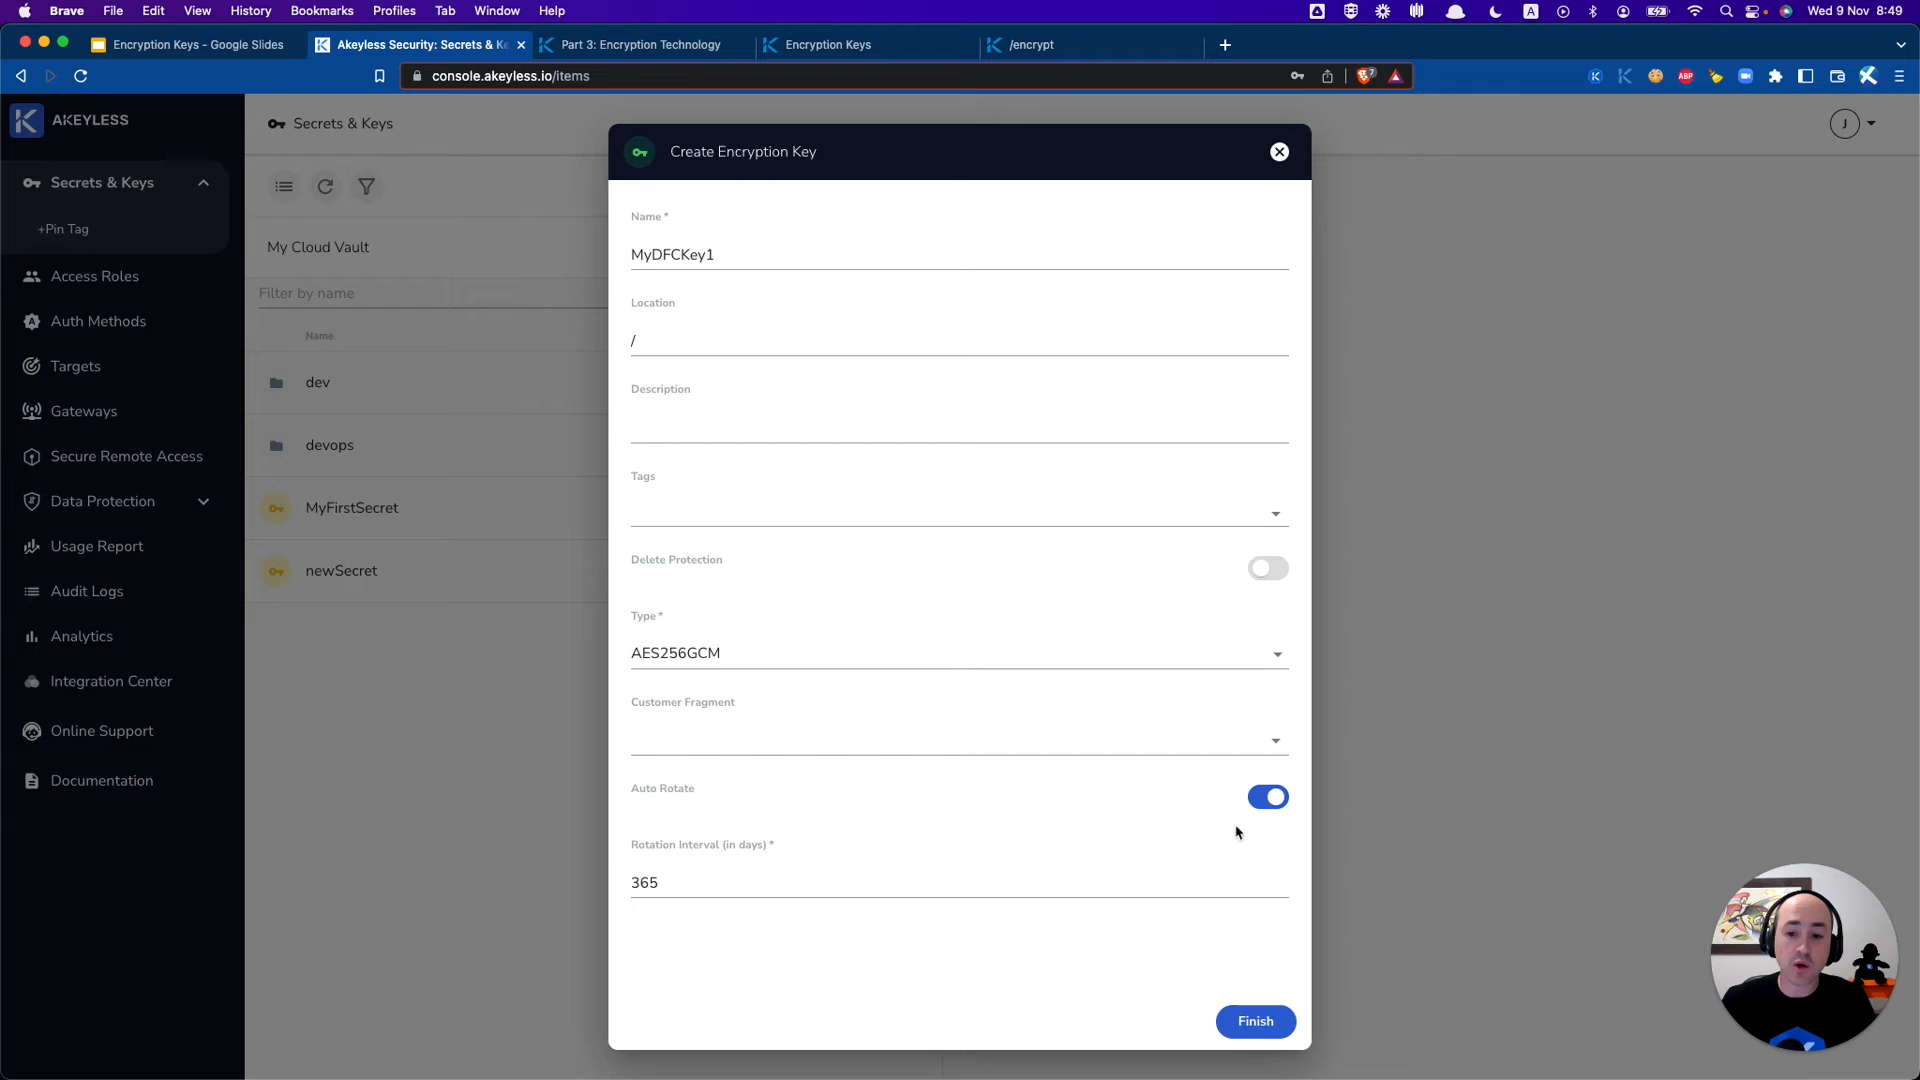 Brave File Edit View History Bookmarks Profiles Tab Window Help
A
Wed 9 Nov 8:49
Encryption Keys - Google Slides
Akeyless Security: Secrets & Ke
Part 3: Encryption Technology
Encryption Keys
/encrypt
console.akeyless.io/items
7
ABP
AKEYLESS
Secrets & Keys
J
Secrets & Keys
+Pin Tag
Access Roles
Auth Methods
Targets
Gateways
Secure Remote Access
Data Protection
Usage Report
Audit Logs
Analytics
Integration Center
Online Support
Documentation
My Cloud Vault
Filter by name
Name
dev
devops
MyFirstSecret
newSecret
Create Encryption Key
Name *
MyDFCKey1
Location
/
Description
Tags
Delete Protection
Type *
AES256GCM
Customer Fragment
Auto Rotate
Rotation Interval (in days) *
365
Finish